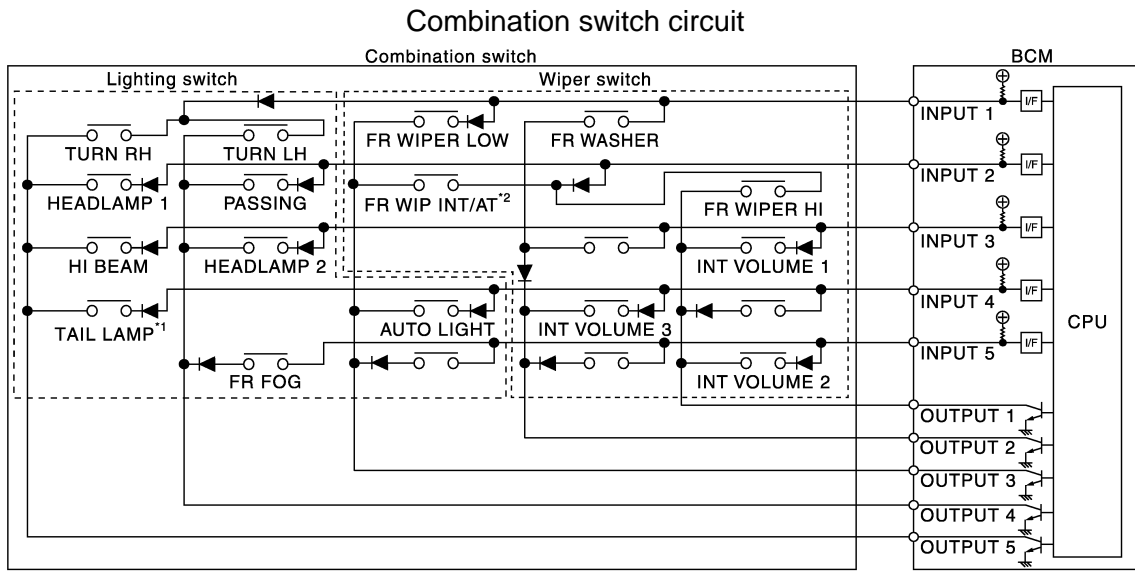 Combination switch circuit
Combination switch
BCM
Lighting switch
Wiper switch
INPUT 1
I/F
TURN RH
TURN LH
FR WIPER LOW
FR WASHER
INPUT 2
I/F
HEADLAMP 1
PASSING
FR WIP INT/AT*2
FR WIPER HI
INPUT 3
I/F
HI BEAM
HEADLAMP 2
INT VOLUME 1
INPUT 4
I/F
TAIL LAMP*1
AUTO LIGHT
INT VOLUME 3
CPU
INPUT 5
I/F
FR FOG
INT VOLUME 2
OUTPUT 1
OUTPUT 2
OUTPUT 3
OUTPUT 4
OUTPUT 5